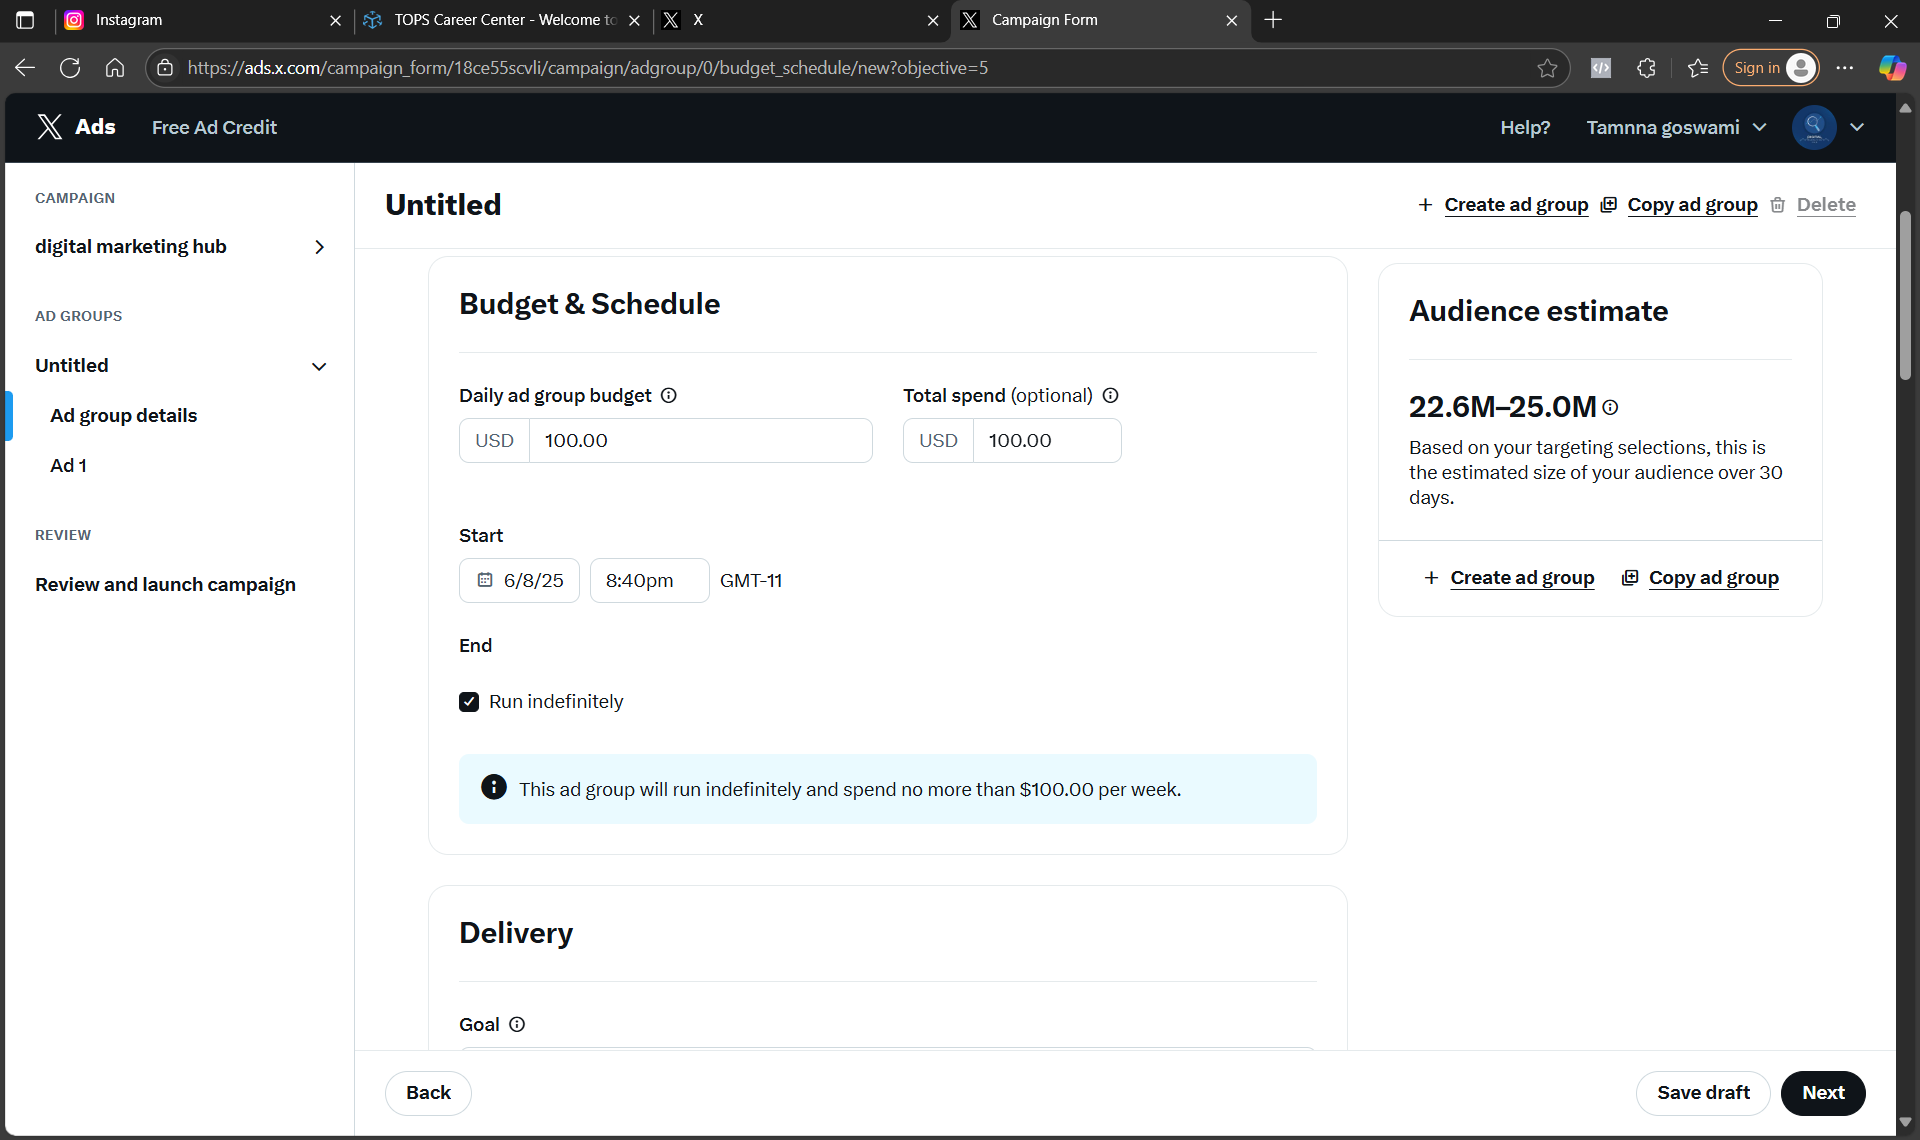 Instagram
TOPS Career Center - Welcome to
X
Campaign Form
https://ads.x.com/campaign_form/18ce55scvli/campaign/adgroup/0/budget_schedule/new?objective=5
Sign in
Ads
Free Ad Credit
Help?
Tamnna goswami
CAMPAIGN
digital marketing hub
AD GROUPS
Untitled
Ad group details
Ad 1
REVIEW
Review and launch campaign
Untitled
Create ad group
Copy ad group
Delete
Budget & Schedule
Daily ad group budget
Total spend (optional)
USD 100.00
USD 100.00
Start
6/8/25
8:40pm
GMT-11
End
Run indefinitely
This ad group will run indefinitely and spend no more than $100.00 per week.
Delivery
Goal
Audience estimate
22.6M–25.0M
Based on your targeting selections, this is
the estimated size of your audience over 30
days.
Create ad group
Copy ad group
Back
Save draft
Next